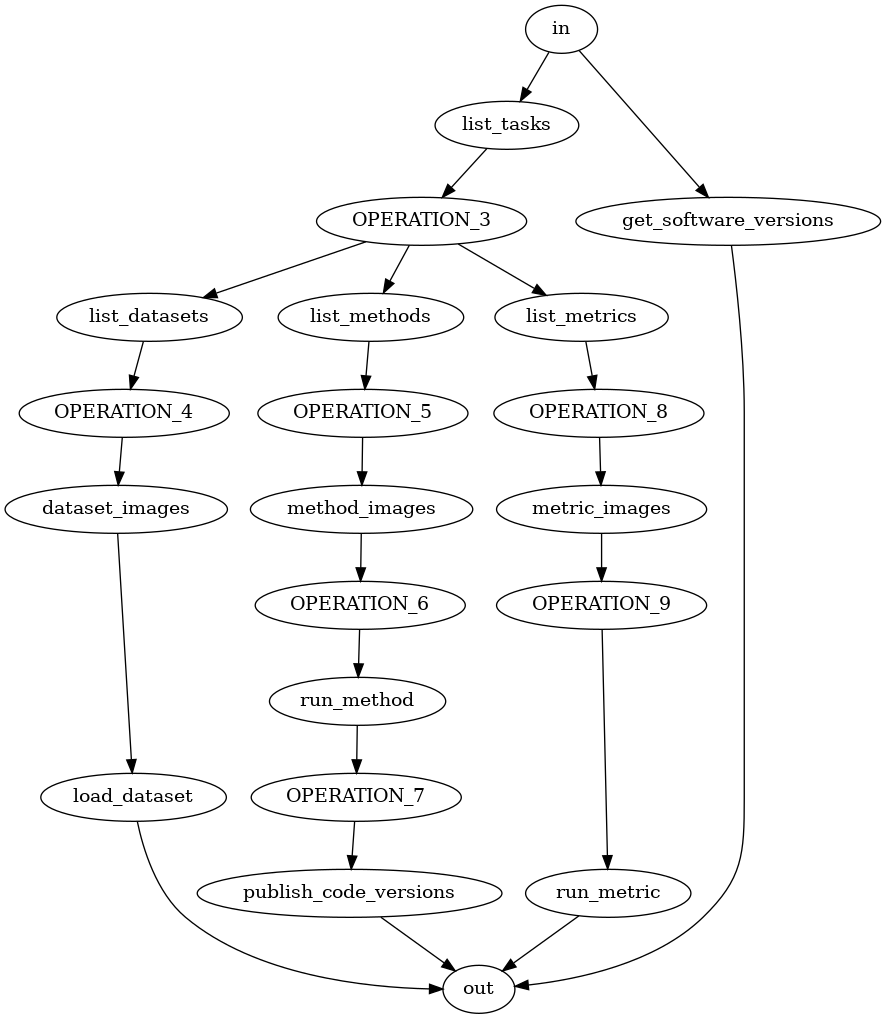 in
list_tasks
OPERATION_3
get_software_versions
list_datasets
list_methods
list_metrics
OPERATION_4
OPERATION_5
OPERATION_8
dataset_images
method_images
metric_images
OPERATION_6
OPERATION_9
run_method
load_dataset
OPERATION_7
publish_code_versions
run_metric
out